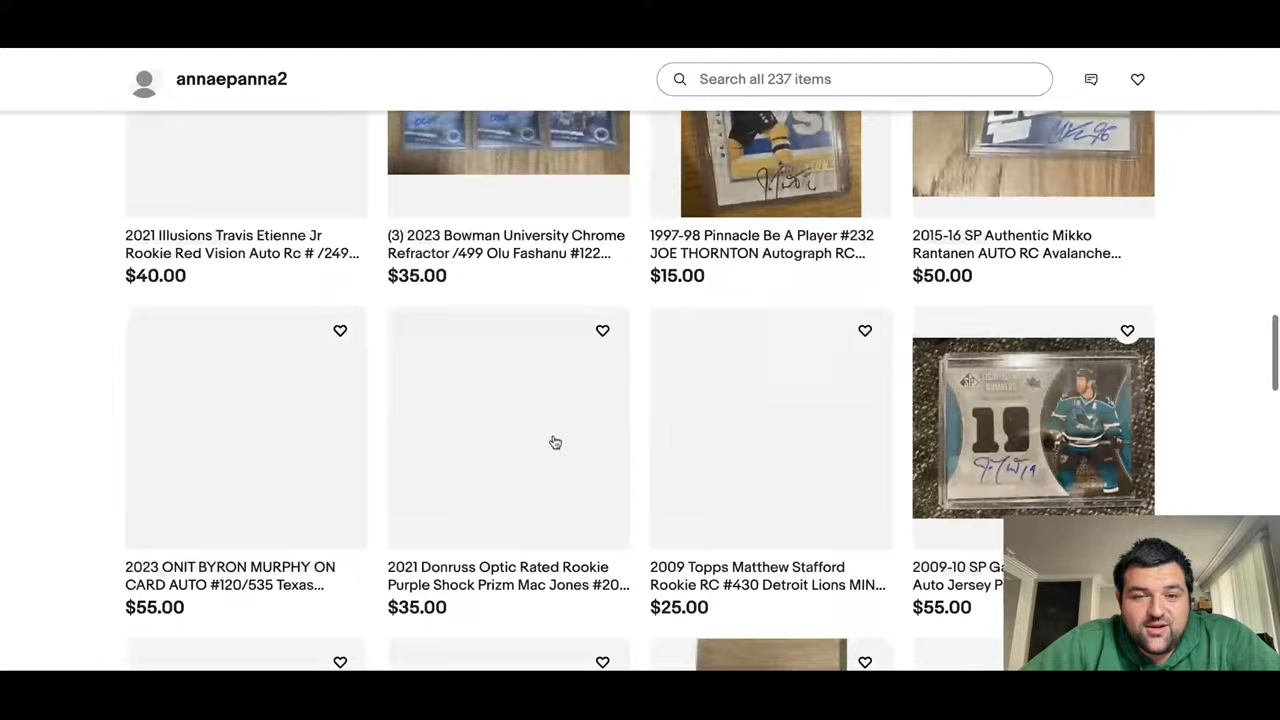 annaepanna2
Search all 237 items
2021 Illusions Travis Etienne Jr
Rookie Red Vision Auto Rc # /249...
$40.00
(3) 2023 Bowman University Chrome
Refractor /499 Olu Fashanu #122...
$35.00
1997-98 Pinnacle Be A Player #232
JOE THORNTON Autograph RC...
$15.00
2015-16 SP Authentic Mikko
Rantanen AUTO RC Avalanche...
$50.00
19
2023 ONIT BYRON MURPHY ON
CARD AUTO #120/535 Texas...
$55.00
2021 Donruss Optic Rated Rookie
Purple Shock Prizm Mac Jones #20...
$35.00
2009 Topps Matthew Stafford
Rookie RC #430 Detroit Lions MIN...
$25.00
2009-10 SP Ga
Auto Jersey P
$55.00